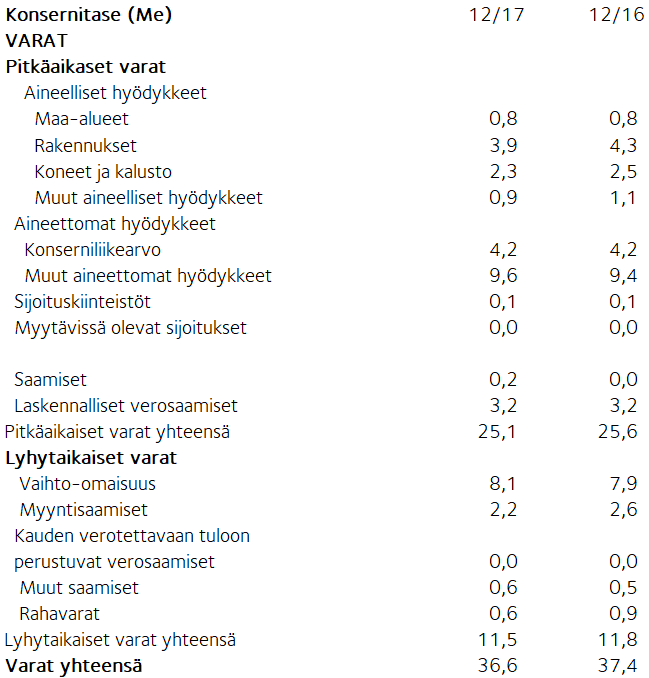 Konsernitase (Me) 12/17 12/16
VARAT
Pitkäaikaset varat
Aineelliset hyödykkeet
Maa-alueet 0,8 0,8
Rakennukset 3,9 4,3
Koneet ja kalusto 2,3 2,5
Muut aineelliset hyödykkeet 0,9 1,1
Aineettomat hyödykkeet
Konserniliikearvo 4,2 4,2
Muut aineettomat hyödykkeet 9,6 9,4
Sijoituskiinteistöt 0,1 0,1
Myytävissä olevat sijoitukset 0,0 0,0
Saamiset 0,2 0,0
Laskennalliset verosaamiset 3,2 3,2
Pitkäaikaiset varat yhteensä 25,1 25,6
Lyhytaikaiset varat
Vaihto-omaisuus 8,1 7,9
Myyntisaamiset 2,2 2,6
Kauden verotettavaan tuloon
perustuvat verosaamiset 0,0 0,0
Muut saamiset 0,6 0,5
Rahavarat 0,6 0,9
Lyhytaikaiset varat yhteensä 11,5 11,8
Varat yhteensä 36,6 37,4